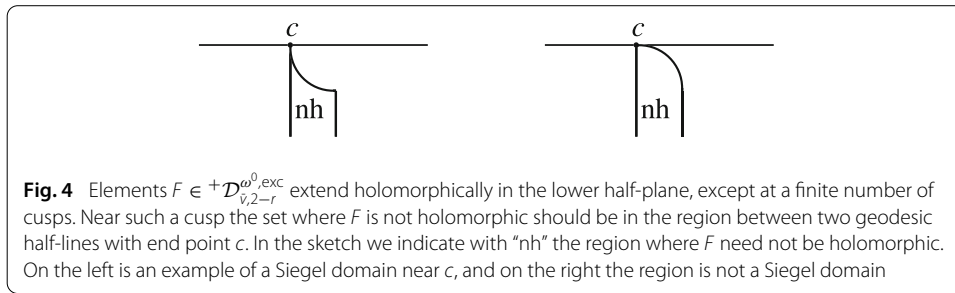 c c
nh nh
Fig. 4 Elements F ∈ ⁺𝒟^{ω⁰,exc}_{v̄,2−r} extend holomorphically in the lower half-plane, except at a finite number of
cusps. Near such a cusp the set where F is not holomorphic should be in the region between two geodesic
half-lines with end point c. In the sketch we indicate with “nh” the region where F need not be holomorphic.
On the left is an example of a Siegel domain near c, and on the right the region is not a Siegel domain